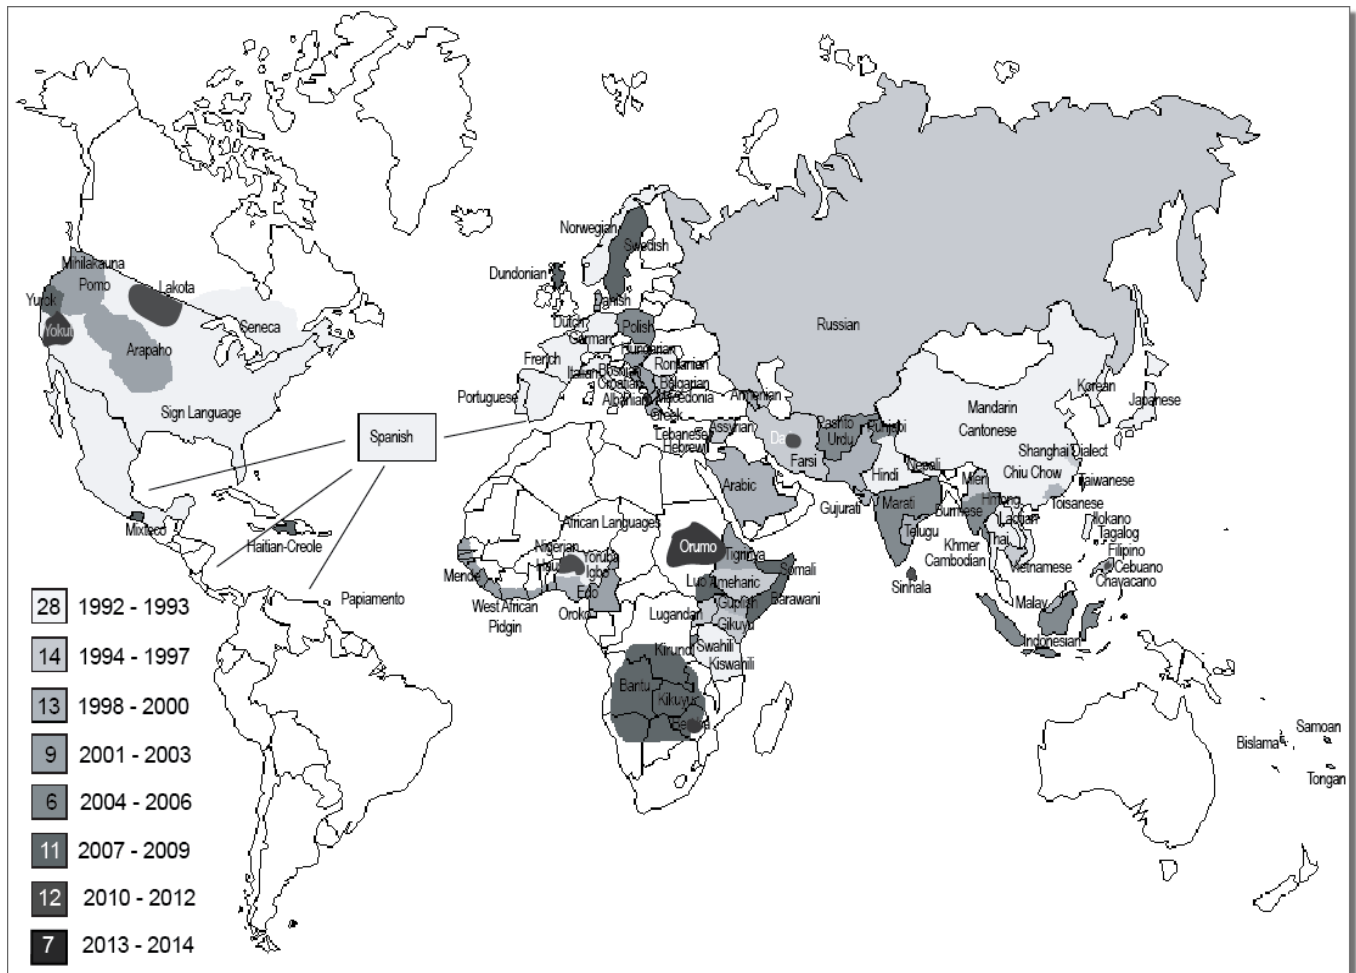 Norwegian
Swedish
Dundonian
Danish
Dutch
German
Polish
Hungarian
French
Italian
Bosnian
Romanian
Croatian
Bulgarian
Portuguese
Albanian
Macedonia
Greek
Armenian
Russian
Mihilakauna
Pomo
Lakota
Yurok
Yokut
Seneca
Arapaho
Sign Language
Spanish
Mixteco
Haitian-Creole
Papiamento
Lebanese
Hebrew
Assyrian
Farsi
Pashto
Urdu
Punjabi
Arabic
Hindi
Nepali
Gujurati
Marati
Telugu
Sinhala
Burmese
Mien
Hmong
Laotian
Thai
Khmer
Cambodian
Vietnamese
Malay
Indonesian
Mandarin
Cantonese
Shanghai Dialect
Chiu Chow
Taiwanese
Toisanese
Korean
Japanese
Ilokano
Tagalog
Filipino
Cebuano
Chavacano
African Languages
Nigerian
Yoruba
Igbo
Edo
Mende
West African
Pidgin
Oroko
Orumo
Tigrinya
Luo
Ameharic
Somali
Barawani
Lugandan
Gikuyu
Swahili
Kiswahili
Kirundi
Bantu
Kikuyu
Bislama
Samoan
Tongan
28 1992 - 1993
14 1994 - 1997
13 1998 - 2000
9 2001 - 2003
6 2004 - 2006
11 2007 - 2009
12 2010 - 2012
7 2013 - 2014